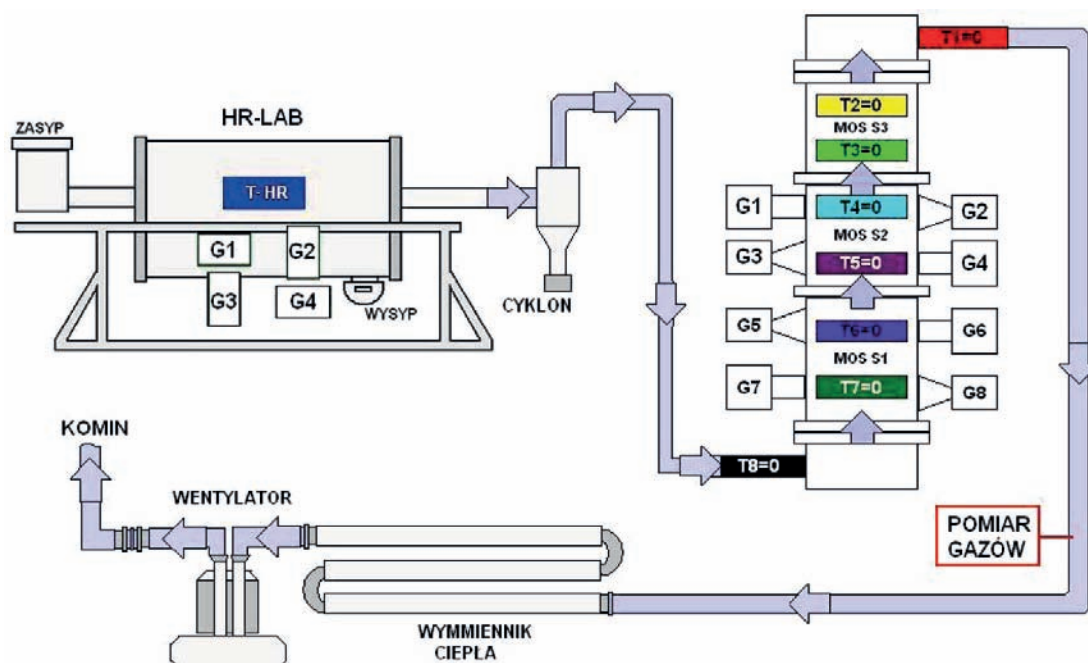 HR-LAB
ZASYP
T- HR
G1
G2
G3
G4
WYSYP
CYKLON
T1=0
T2=0
MOS S3
T3=0
G1
T4=0
G2
MOS S2
G3
T5=0
G4
G5
T6=0
G6
MOS S1
G7
T7=0
G8
T8=0
KOMIN
WENTYLATOR
WYMMIENNIK
CIEPŁA
POMIAR
GAZÓW